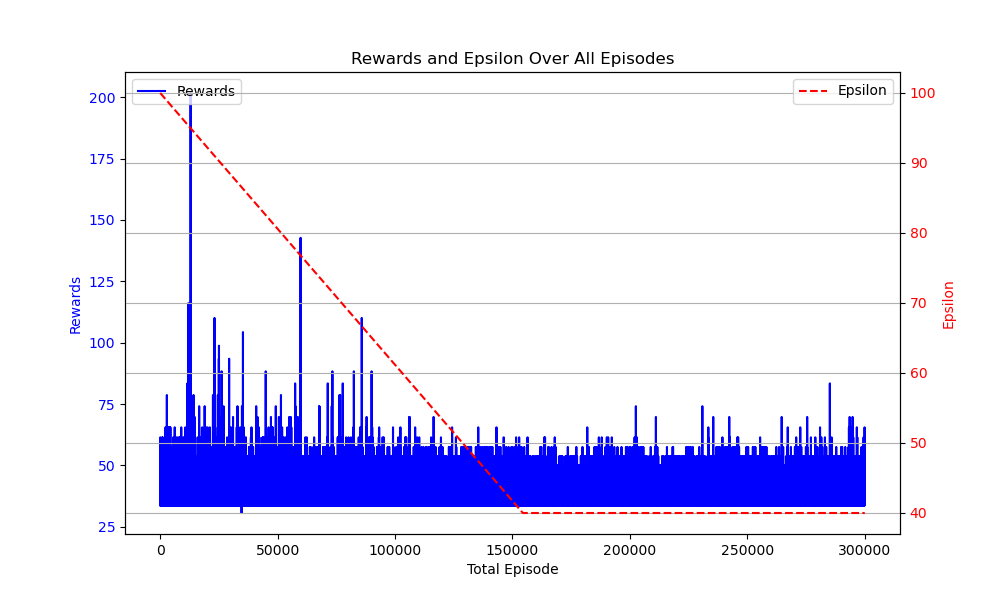 Rewards and Epsilon Over All Episodes
Rewards
Epsilon
200
175
150
125
100
75
50
25
Rewards
100
90
80
70
60
50
40
Epsilon
0 50000 100000 150000 200000 250000 300000
Total Episode